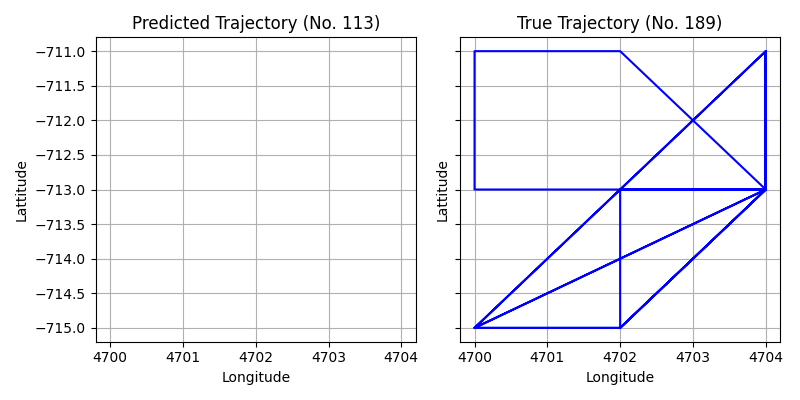 Predicted Trajectory (No. 113)
True Trajectory (No. 189)
−711.0
−711.5
−712.0
−712.5
−713.0
−713.5
−714.0
−714.5
−715.0
Lattitude
Lattitude
4700 4701 4702 4703 4704
4700 4701 4702 4703 4704
Longitude
Longitude